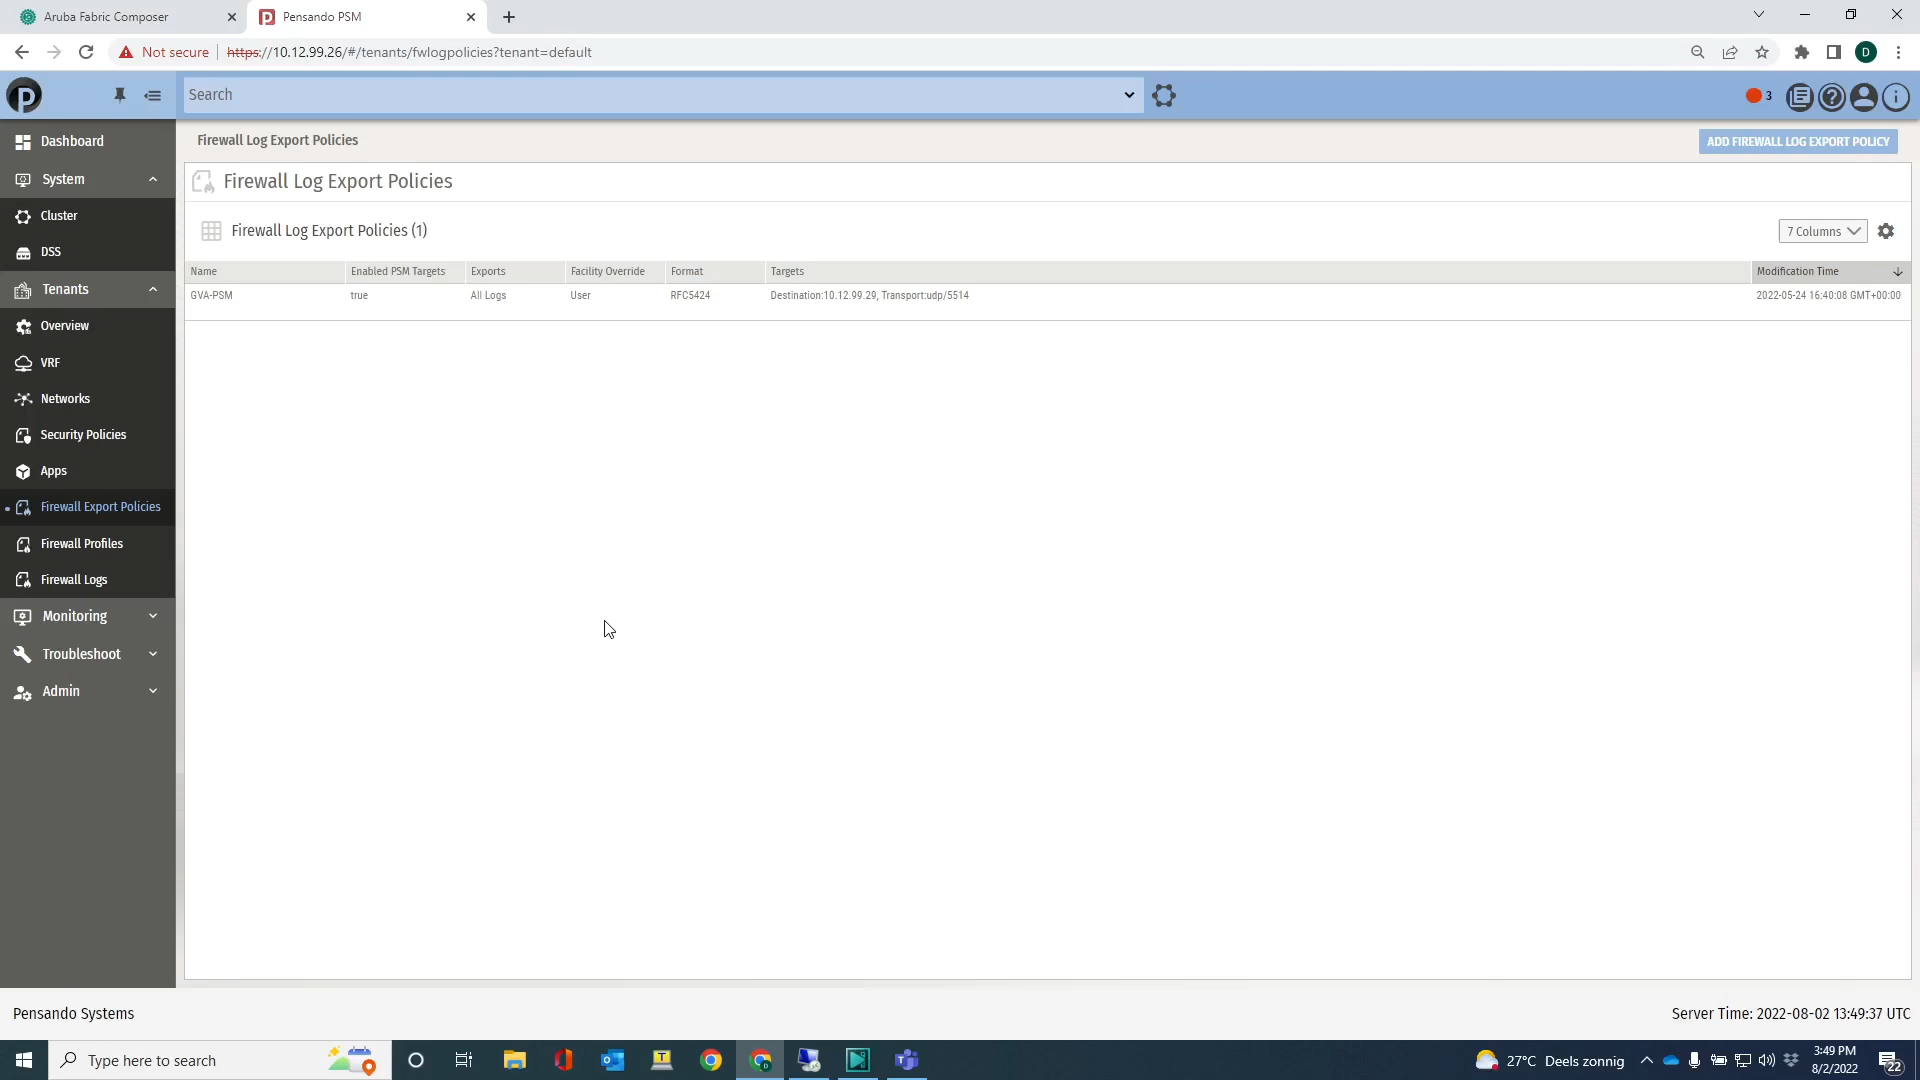 Aruba Fabric Composer
Pensando PSM
Not secure
https://10.12.99.26/#/tenants/fwlogpolicies?tenant=default
D
Search
3
Dashboard
System
Cluster
DSS
Tenants
Overview
VRF
Networks
Security Policies
Apps
Firewall Export Policies
Firewall Profiles
Firewall Logs
Monitoring
Troubleshoot
Admin
Firewall Log Export Policies
ADD FIREWALL LOG EXPORT POLICY
Firewall Log Export Policies
Firewall Log Export Policies (1)
7 Columns
Name Enabled PSM Targets Exports Facility Override Format Targets Modification Time
GVA-PSM true All Logs User RFC5424 Destination:10.12.99.29, Transport:udp/5514 2022-05-24 16:40:08 GMT+00:00
Pensando Systems
Server Time: 2022-08-02 13:49:37 UTC
Type here to search
27°C Deels zonnig
3:49 PM
8/2/2022
22